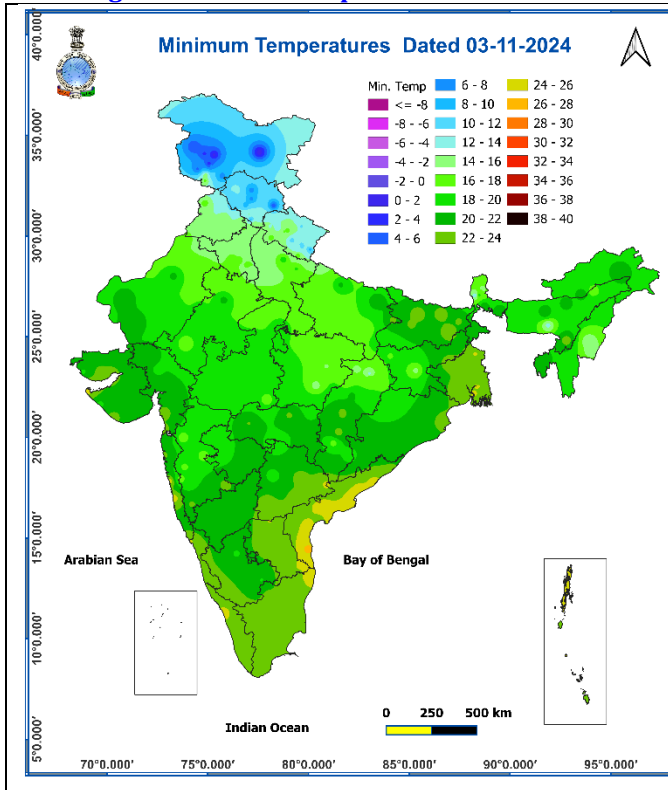 Minimum Temperatures Dated 03-11-2024
Min. Temp
<= -8
-8 - -6
-6 - -4
-4 - -2
-2 - 0
0 - 2
2 - 4
4 - 6
6 - 8
8 - 10
10 - 12
12 - 14
14 - 16
16 - 18
18 - 20
20 - 22
22 - 24
24 - 26
26 - 28
28 - 30
30 - 32
32 - 34
34 - 36
36 - 38
38 - 40
40°0.000'
35°0.000'
30°0.000'
25°0.000'
20°0.000'
15°0.000'
10°0.000'
5°0.000'
Arabian Sea
Bay of Bengal
Indian Ocean
0 250 500 km
70°0.000' 75°0.000' 80°0.000' 85°0.000' 90°0.000' 95°0.000'